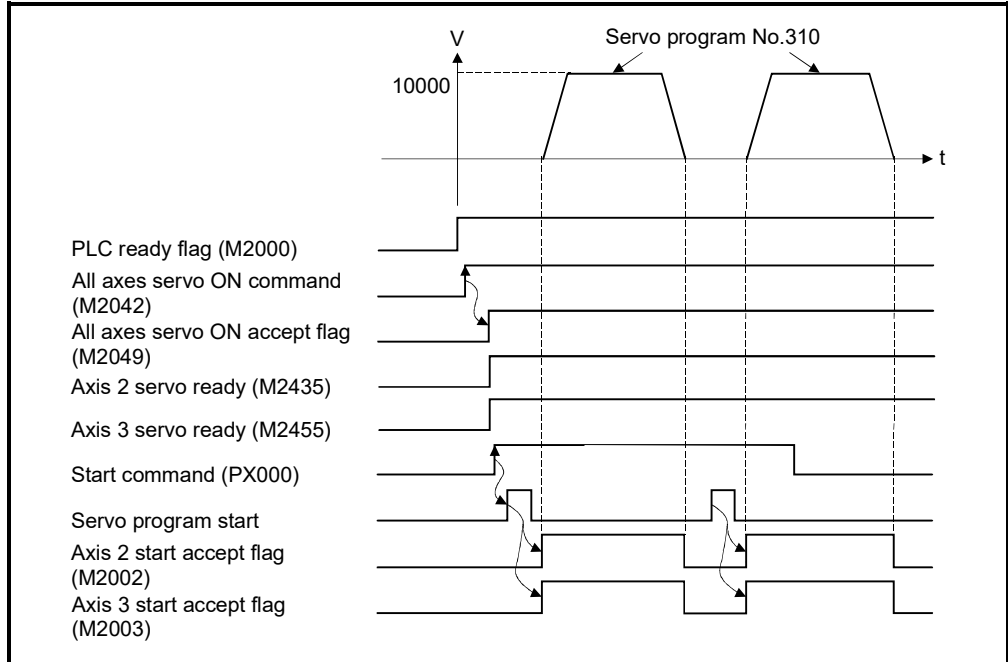 V
Servo program No.310
10000
t
PLC ready flag (M2000)
All axes servo ON command
(M2042)
All axes servo ON accept flag
(M2049)
Axis 2 servo ready (M2435)
Axis 3 servo ready (M2455)
Start command (PX000)
Servo program start
Axis 2 start accept flag
(M2002)
Axis 3 start accept flag
(M2003)